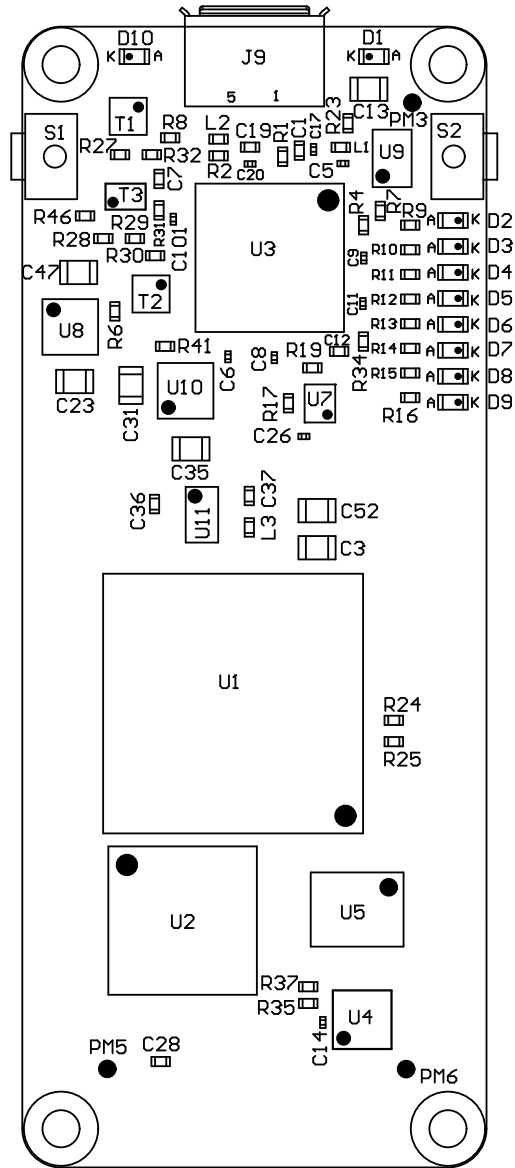 D10
D1
K A
K A
J9
5 1
C13
T1
R8
L2
C19
R1
C1
C17
R23
PM3
S1
S2
R27
R32
R2
C20
C5
L1
U9
C7
T3
R46
R29
R31
C101
R28
R30
U3
R4
R7
R9
A K D2
R10
A K D3
C9
R11
A K D4
C47
T2
C11
R12
A K D5
U8
R6
R13
A K D6
R41
C6
C8
R19
C12
R34
R14
A K D7
R15
A K D8
C23
C31
U10
R17
U7
R16
A K D9
C26
C35
C36
U11
C37
L3
C52
C3
U1
R24
R25
U2
U5
R37
R35
C14
U4
PM5
C28
PM6